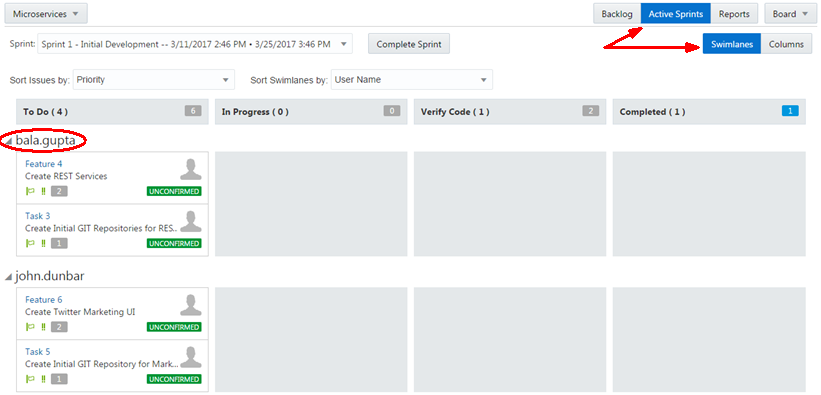 Microservices Backlog Active Sprints Reports Board
Sprint: Sprint 1 - Initial Development -- 3/11/2017 2:46 PM • 3/25/2017 3:46 PM Complete Sprint Swimlanes Columns
Sort Issues by: Priority Sort Swimlanes by: User Name
To Do ( 4 ) 6 In Progress ( 0 ) 0 Verify Code ( 1 ) 2 Completed ( 1 ) 1
bala.gupta
Feature 4
Create REST Services
!! 2 UNCONFIRMED
Task 3
Create Initial GIT Repositories for RES...
!! 1 UNCONFIRMED
john.dunbar
Feature 6
Create Twitter Marketing UI
!! 2 UNCONFIRMED
Task 5
Create Initial GIT Repository for Mark...
!! 1 UNCONFIRMED